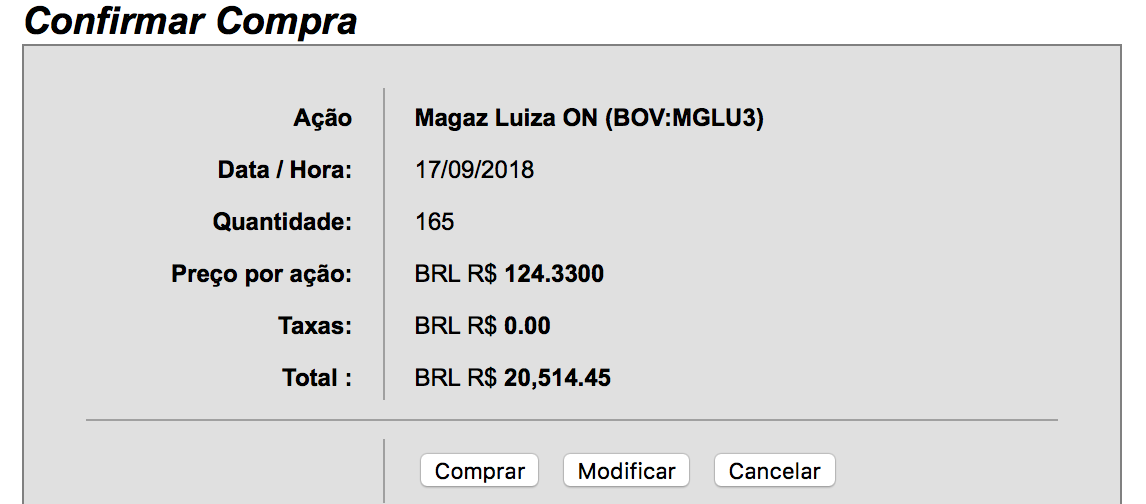 Confirmar Compra
Ação Magaz Luiza ON (BOV:MGLU3)
Data / Hora: 17/09/2018
Quantidade: 165
Preço por ação: BRL R$ 124.3300
Taxas: BRL R$ 0.00
Total : BRL R$ 20,514.45
Comprar Modificar Cancelar